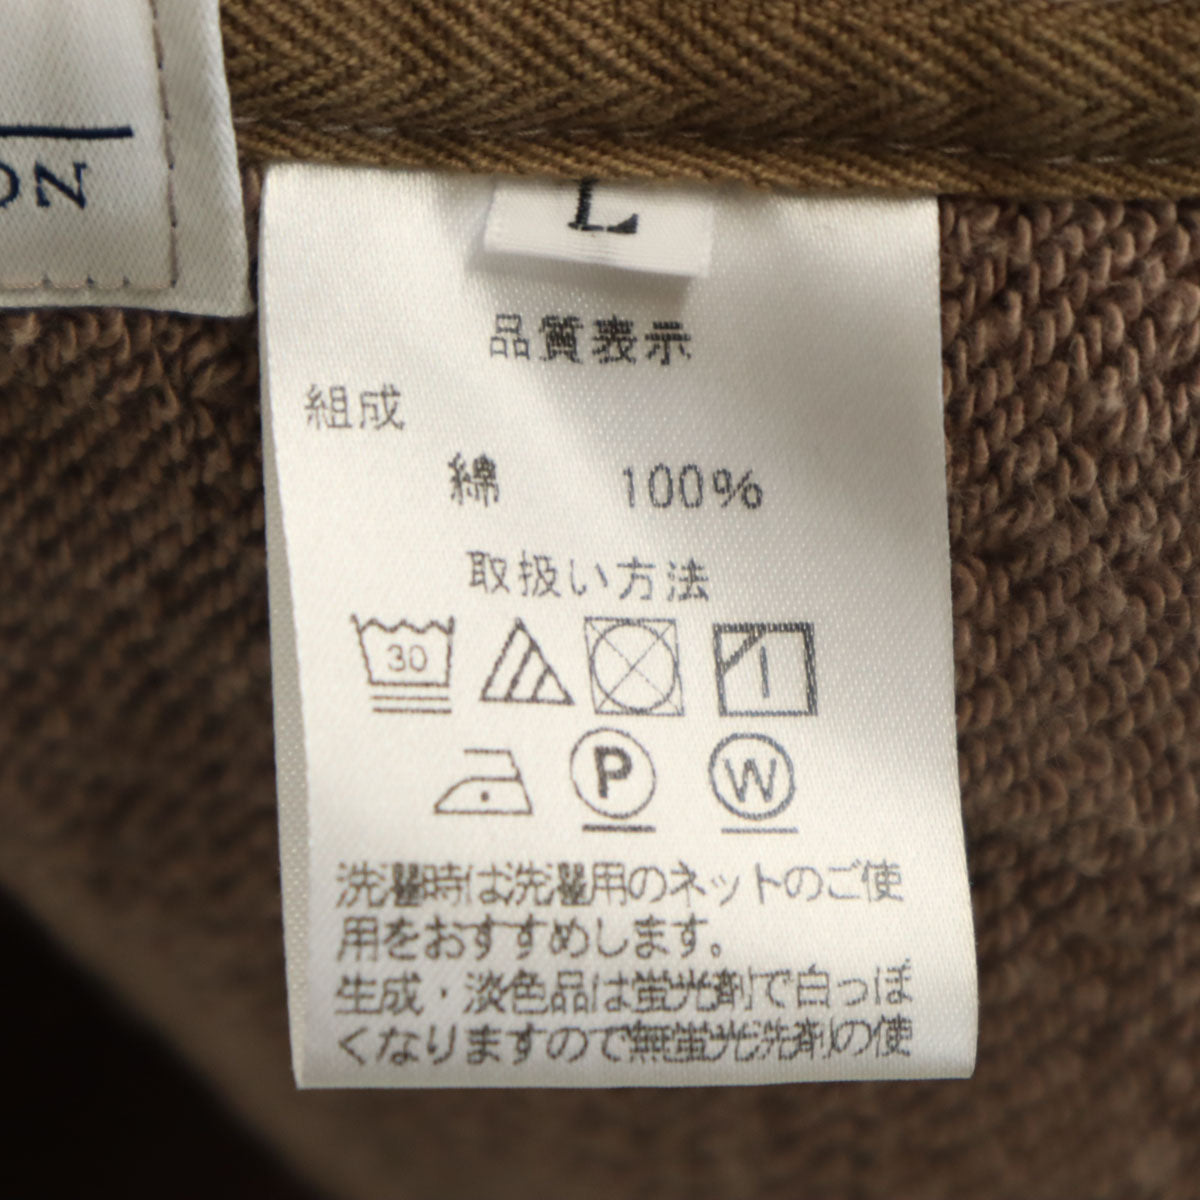 ON
L
品質表示
組成
綿 100%
取扱い方法
30
P W
洗濯時は洗濯用のネットのご使
用をおすすめします。
生成・淡色品は蛍光剤で白っぽ
くなりますので無蛍光洗剤の使